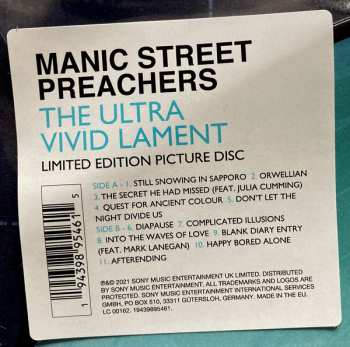 MANIC STREET
PREACHERS
THE ULTRA
VIVID LAMENT
LIMITED EDITION PICTURE DISC
SIDE A - 1. STILL SNOWING IN SAPPORO 2. ORWELLIAN
3. THE SECRET HE HAD MISSED (FEAT. JULIA CUMMING)
4. QUEST FOR ANCIENT COLOUR 5. DON'T LET THE
NIGHT DIVIDE US
SIDE B - 6. DIAPAUSE 7. COMPLICATED ILLUSIONS
8. INTO THE WAVES OF LOVE 9. BLANK DIARY ENTRY
(FEAT. MARK LANEGAN) 10. HAPPY BORED ALONE
11. AFTERENDING
1 94398 95461 5
℗&© 2021 SONY MUSIC ENTERTAINMENT UK LIMITED. DISTRIBUTED
BY SONY MUSIC ENTERTAINMENT. ALL TRADEMARKS AND LOGOS ARE
PROTECTED. SONY MUSIC ENTERTAINMENT INTERNATIONAL SERVICES
GMBH, PO BOX 510, 33311 GÜTERSLOH, GERMANY. MADE IN THE EU.
LC 00162. 19439895461.